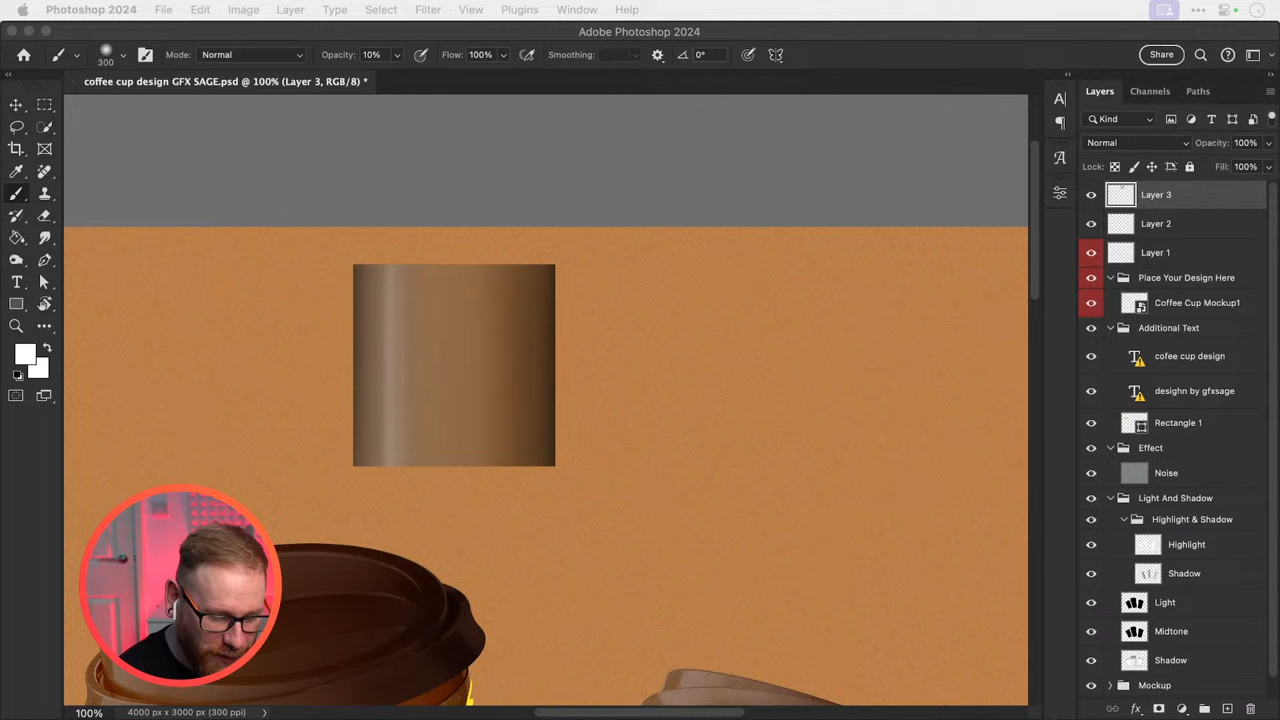 Photoshop 2024 File Edit Image Layer Type Select Filter View Plugins Window Help
Adobe Photoshop 2024
300 Mode: Normal Opacity: 10% Flow: 100% Smoothing: 0° Share
coffee cup design GFX SAGE.psd @ 100% (Layer 3, RGB/8) *
Layers Channels Paths
Kind
Normal Opacity: 100%
Lock: Fill: 100%
Layer 3
Layer 2
Layer 1
Place Your Design Here
Coffee Cup Mockup1
Additional Text
cofee cup design
desighn by gfxsage
Rectangle 1
Effect
Noise
Light And Shadow
Highlight & Shadow
Highlight
Shadow
Light
Midtone
Shadow
Mockup
100% 4000 px x 3000 px (300 ppi)